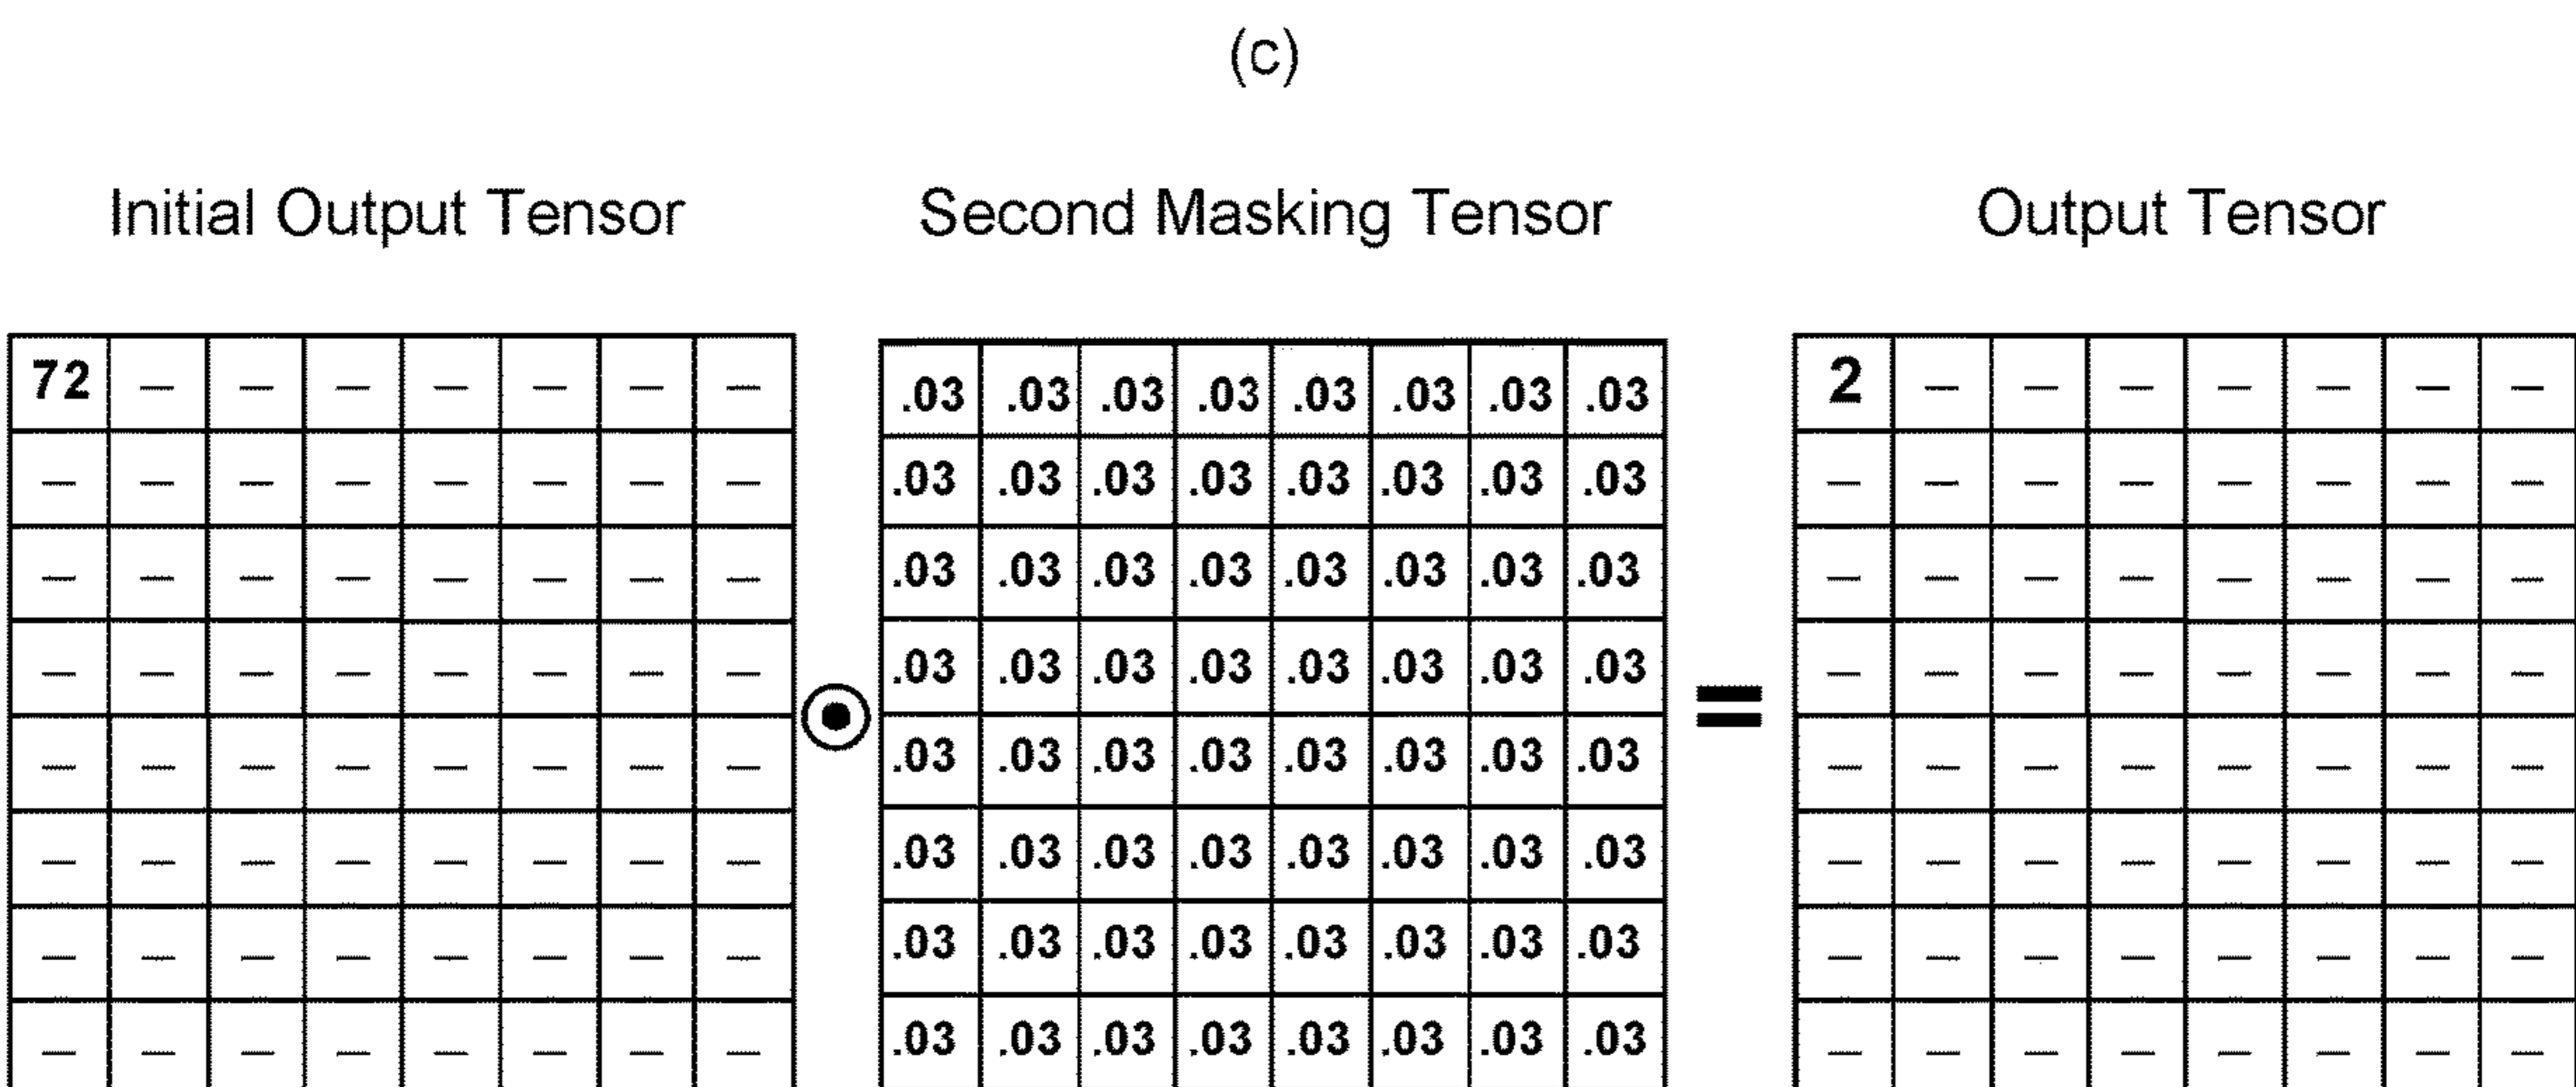 (c)
Initial Output Tensor Second Masking Tensor Output Tensor
72 — — — — — — — .03 .03 .03 .03 .03 .03 .03 .03 2 — — — — — — —
— — — — — — — — .03 .03 .03 .03 .03 .03 .03 .03 — — — — — — — —
— — — — — — — — .03 .03 .03 .03 .03 .03 .03 .03 — — — — — — — —
— — — — — — — — .03 .03 .03 .03 .03 .03 .03 .03 — — — — — — — —
⊙ =
— — — — — — — — .03 .03 .03 .03 .03 .03 .03 .03 — — — — — — — —
— — — — — — — — .03 .03 .03 .03 .03 .03 .03 .03 — — — — — — — —
— — — — — — — — .03 .03 .03 .03 .03 .03 .03 .03 — — — — — — — —
— — — — — — — — .03 .03 .03 .03 .03 .03 .03 .03 — — — — — — — —